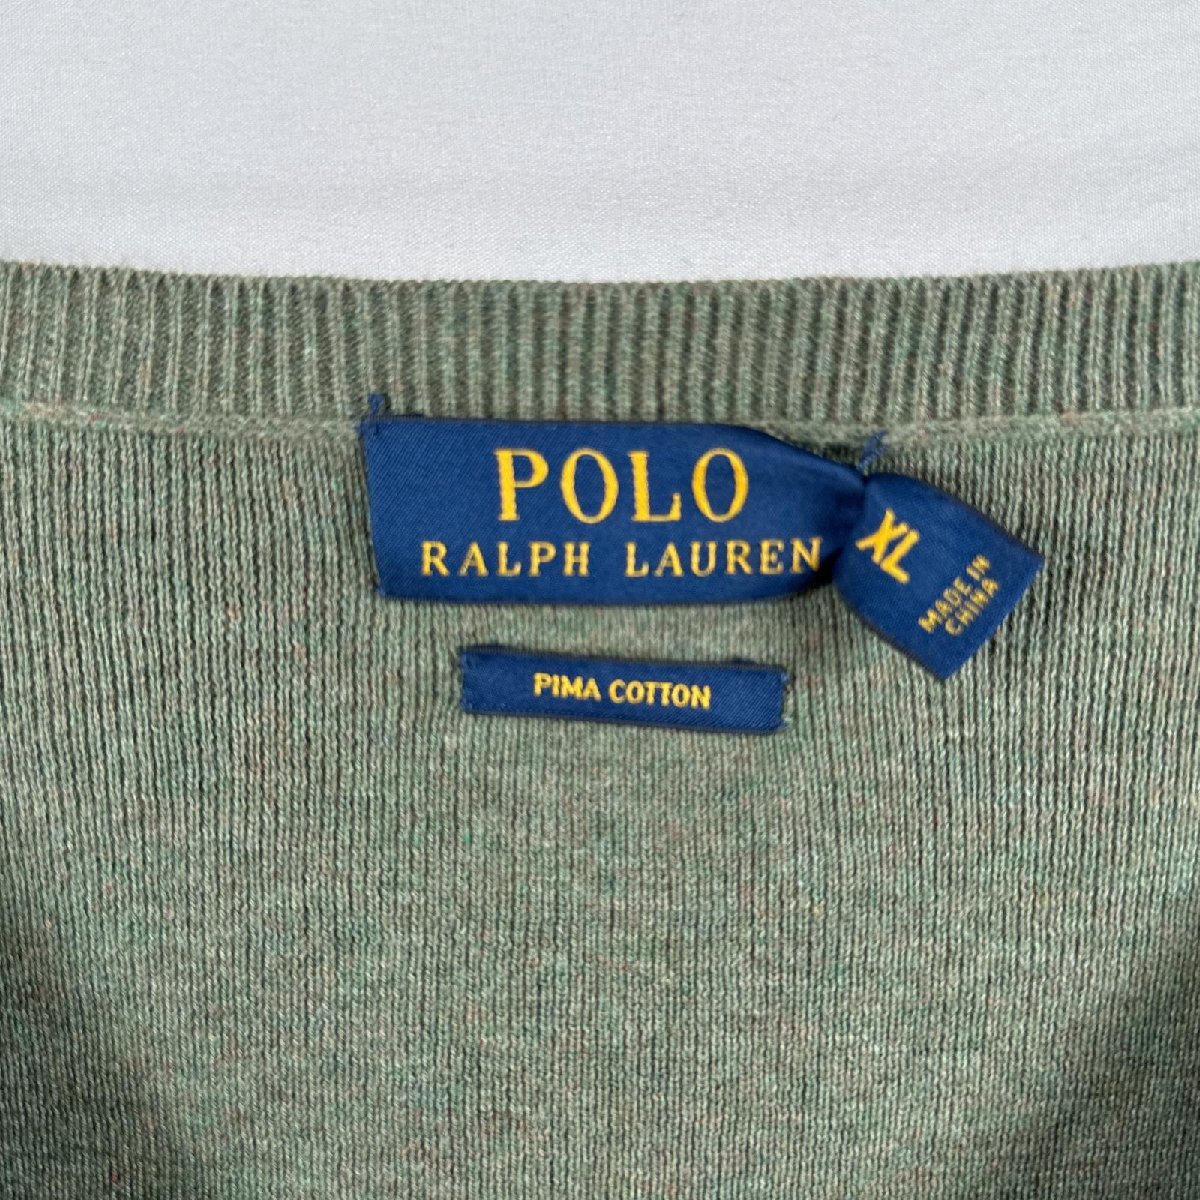 POLO
RALPH LAUREN
XL
MADE IN
CHINA
PIMA COTTON